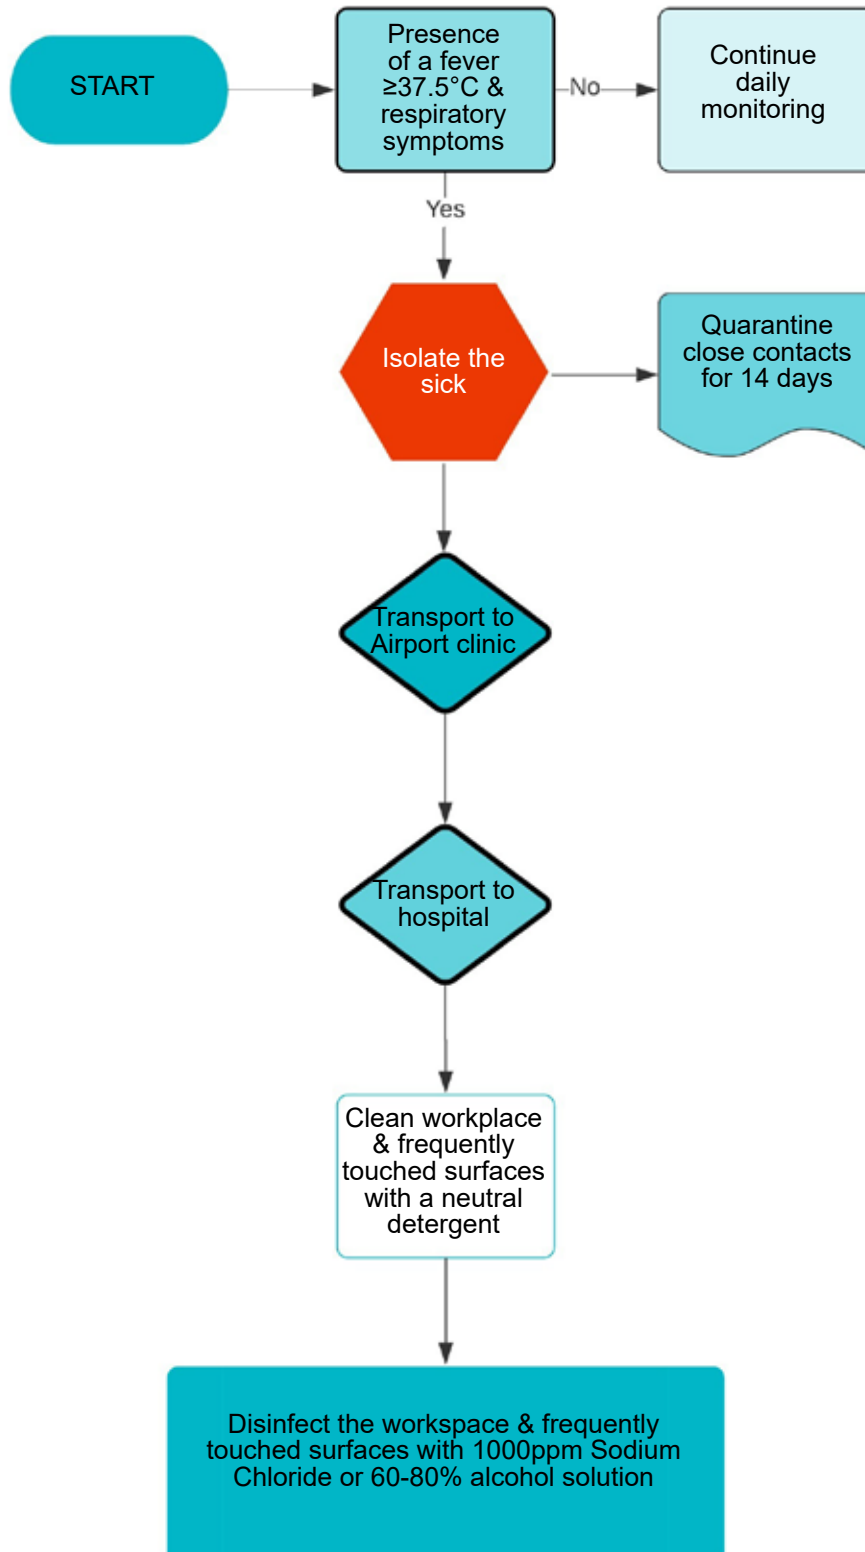 START
Presence
of a fever
≥37.5°C &
respiratory
symptoms
No
Continue
daily
monitoring
Yes
Isolate the
sick
Quarantine
close contacts
for 14 days
Transport to
Airport clinic
Transport to
hospital
Clean workplace
& frequently
touched surfaces
with a neutral
detergent
Disinfect the workspace & frequently
touched surfaces with 1000ppm Sodium
Chloride or 60-80% alcohol solution